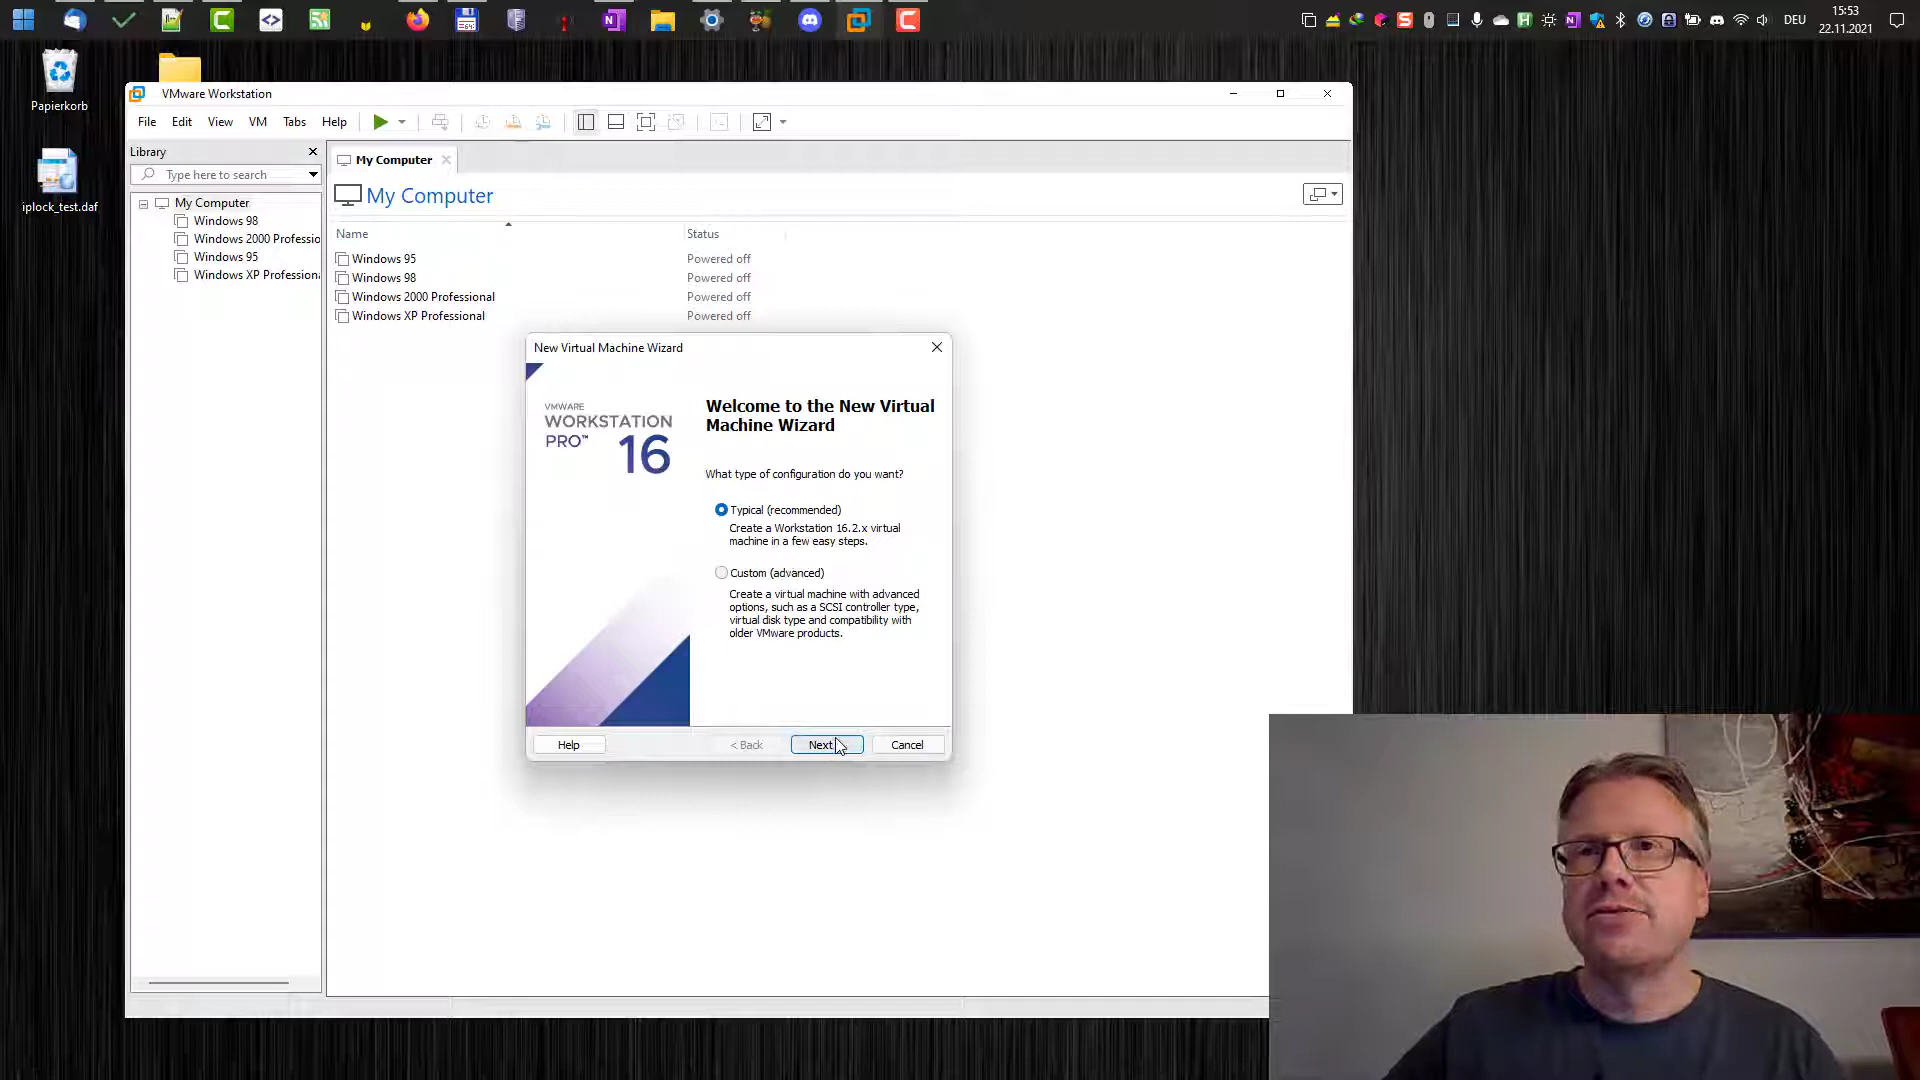 DEU
15:53
22.11.2021
Papierkorb
iplock_test.daf
VMware Workstation
File Edit View VM Tabs Help
Library
Type here to search
My Computer
Windows 98
Windows 2000 Professio
Windows 95
Windows XP Professiona
My Computer
My Computer
Name Status
Windows 95 Powered off
Windows 98 Powered off
Windows 2000 Professional Powered off
Windows XP Professional Powered off
New Virtual Machine Wizard
VMWARE
WORKSTATION
PRO™ 16
Welcome to the New Virtual
Machine Wizard
What type of configuration do you want?
Typical (recommended)
Create a Workstation 16.2.x virtual
machine in a few easy steps.
Custom (advanced)
Create a virtual machine with advanced
options, such as a SCSI controller type,
virtual disk type and compatibility with
older VMware products.
Help < Back Next Cancel